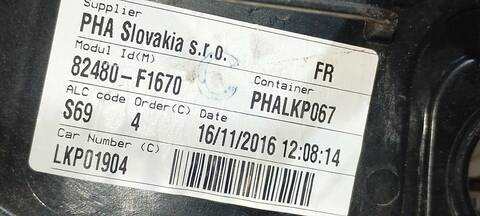 Supplier
PHA Slovakia s.r.o.
FR
Modul Id(M)
Container
82480-F1670
PHALKP067
ALC code Order(C) Date
S69 4 16/11/2016 12:08:14
Car Number (C)
LKP01904